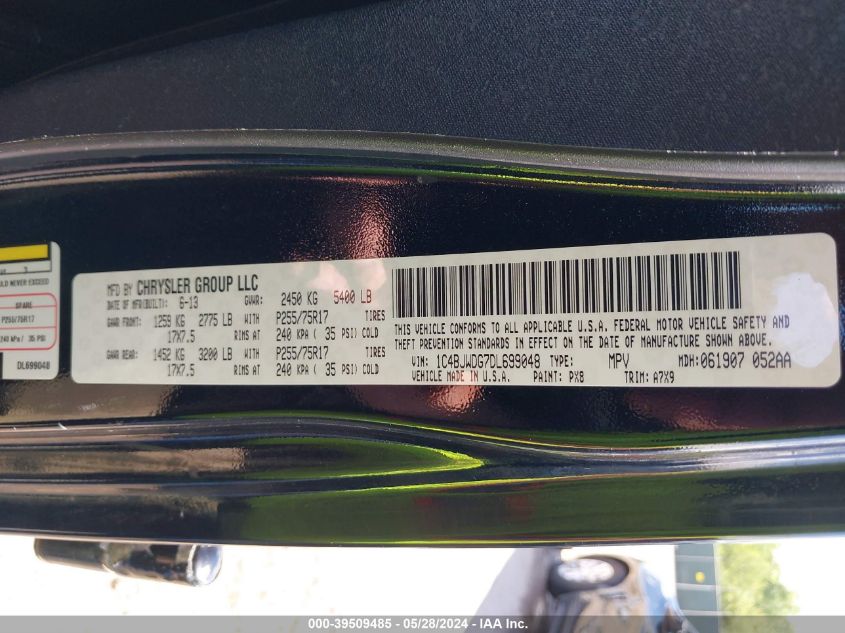 OULD NEVER EXCEED
SPARE
P255/75R17
240 kPa / 35 PSI
DL699048
MFD BY CHRYSLER GROUP LLC
DATE OF MFR(BUILT): 6-13 GVWR: 2450 KG 5400 LB
GAWR FRONT: 1259 KG 2775 LB WITH P255/75R17 TIRES
17X7.5 RIMS AT 240 KPA ( 35 PSI) COLD
GAWR REAR: 1452 KG 3200 LB WITH P255/75R17 TIRES
17X7.5 RIMS AT 240 KPA ( 35 PSI) COLD
THIS VEHICLE CONFORMS TO ALL APPLICABLE U.S.A. FEDERAL MOTOR VEHICLE SAFETY AND
THEFT PREVENTION STANDARDS IN EFFECT ON THE DATE OF MANUFACTURE SHOWN ABOVE.
VIN: 1C4BJWDG7DL699048 TYPE: MPV MDH: 061907 052AA
MADE IN U.S.A. PAINT: PX8 TRIM: A7X9
000-39509485 - 05/28/2024 - IAA Inc.